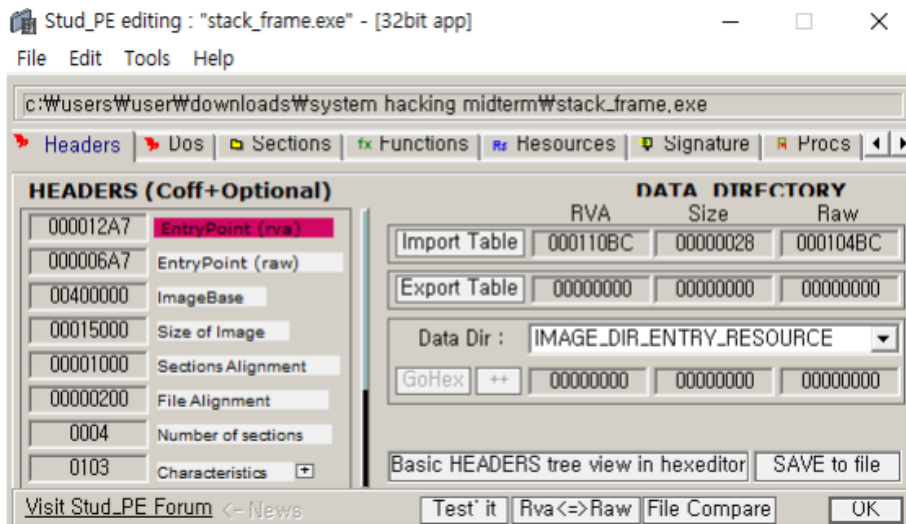 Stud_PE editing : "stack_frame.exe" - [32bit app]
File Edit Tools Help
c:₩users₩user₩downloads₩system hacking midterm₩stack_frame,exe
Headers Dos Sections fx Functions Rs Resources Signature R Procs
HEADERS (Coff+Optional)
000012A7 EntryPoint (rva)
000006A7 EntryPoint (raw)
00400000 ImageBase
00015000 Size of Image
00001000 Sections Alignment
00000200 File Alignment
0004 Number of sections
0103 Characteristics +
DATA DIRECTORY
RVA Size Raw
Import Table 000110BC 00000028 000104BC
Export Table 00000000 00000000 00000000
Data Dir : IMAGE_DIR_ENTRY_RESOURCE
GoHex ++ 00000000 00000000 00000000
Basic HEADERS tree view in hexeditor SAVE to file
Visit Stud_PE Forum <- News Test' it Rva<=>Raw File Compare OK